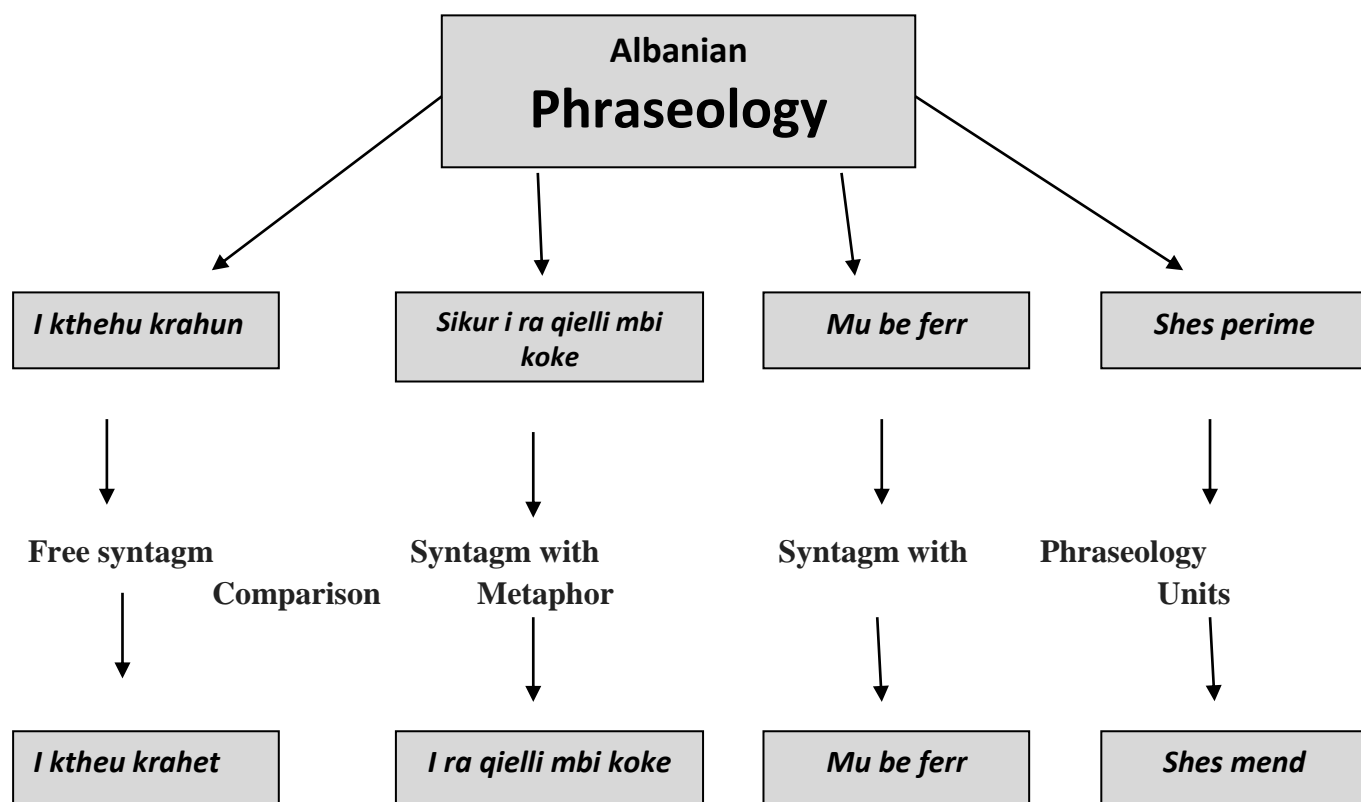 Albanian
Phraseology
I kthehu krahun
Sikur i ra qielli mbi
koke
Mu be ferr
Shes perime
Free syntagm Syntagm with Syntagm with Phraseology
Comparison Metaphor Units
I ktheu krahet
I ra qielli mbi koke
Mu be ferr
Shes mend